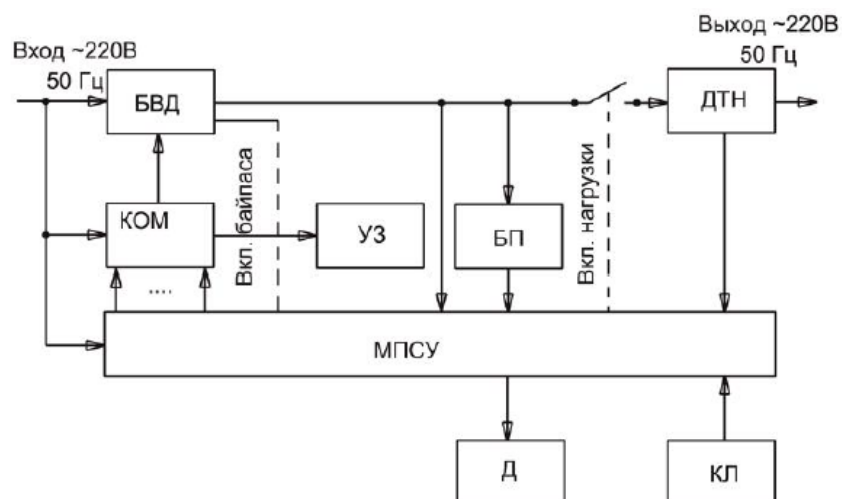 Вход ~220В
50 Гц
Выход ~220В
50 Гц
БВД
ДТН
КОМ
Вкл. байпаса
УЗ
БП
Вкл. нагрузки
....
МПСУ
Д
КЛ